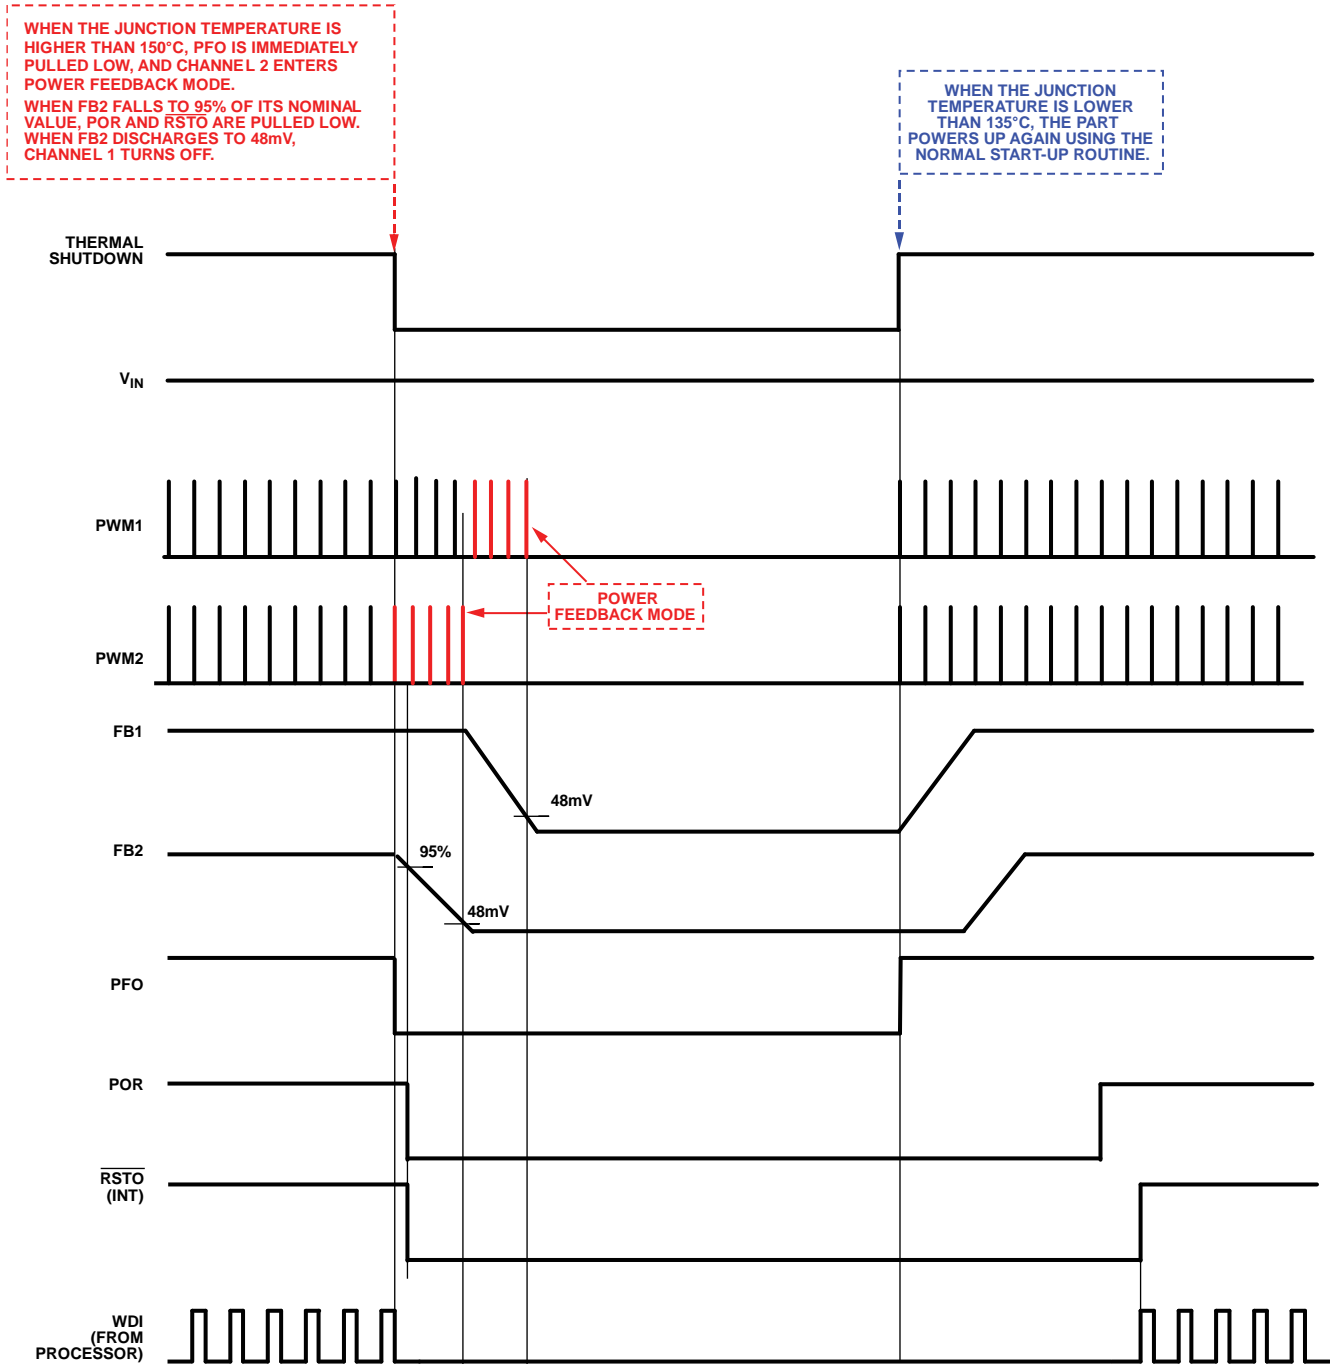 WHEN THE JUNCTION TEMPERATURE IS
HIGHER THAN 150°C, PFO IS IMMEDIATELY
PULLED LOW, AND CHANNEL 2 ENTERS
POWER FEEDBACK MODE.
WHEN FB2 FALLS TO 95% OF ITS NOMINAL
VALUE, POR AND RSTO ARE PULLED LOW.
WHEN FB2 DISCHARGES TO 48mV,
CHANNEL 1 TURNS OFF.
WHEN THE JUNCTION
TEMPERATURE IS LOWER
THAN 135°C, THE PART
POWERS UP AGAIN USING THE
NORMAL START-UP ROUTINE.
THERMAL
SHUTDOWN
VIN
PWM1
POWER
FEEDBACK MODE
PWM2
FB1
48mV
FB2
95%
48mV
PFO
POR
RSTO
(INT)
WDI
(FROM
PROCESSOR)